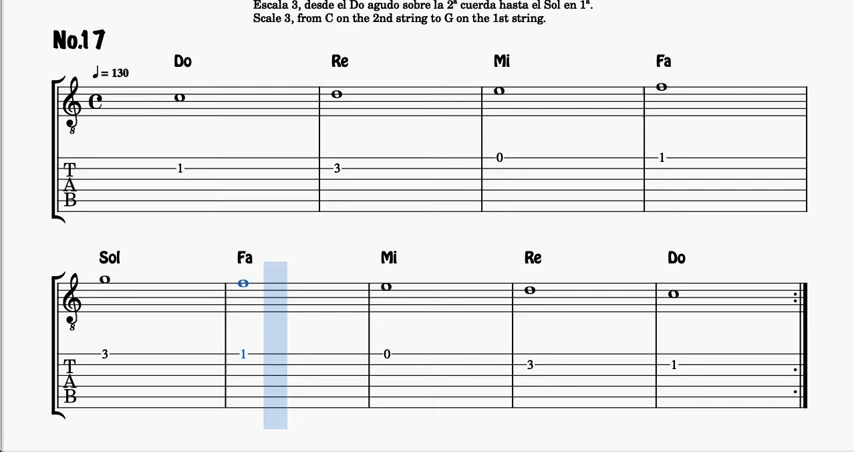 Escala 3, desde el Do agudo sobre la 2ª cuerda hasta el Sol en 1ª.
Scale 3, from C on the 2nd string to G on the 1st string.
No.17
♩ = 130
Do Re Mi Fa
8
T
A
B
1 3 0 1
Sol Fa Mi Re Do
8
T
A
B
3 1 0 3 1